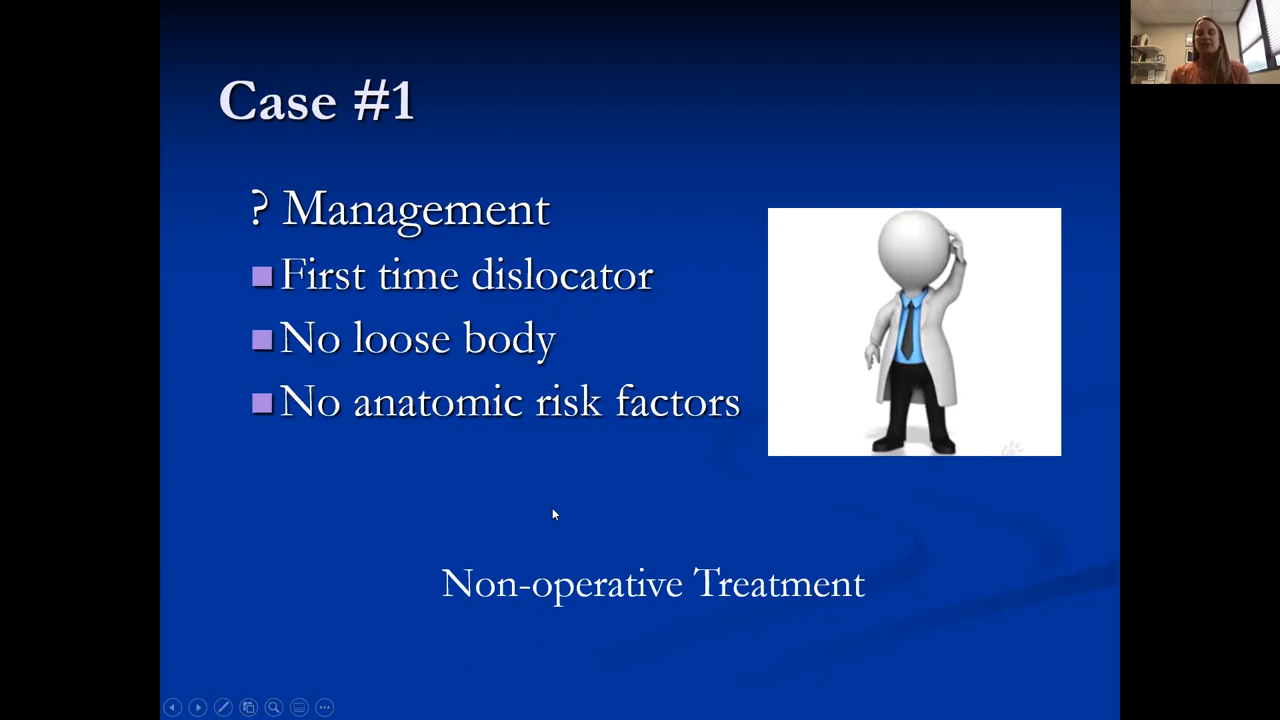 Case #1
? Management
First time dislocator
No loose body
No anatomic risk factors
Non-operative Treatment